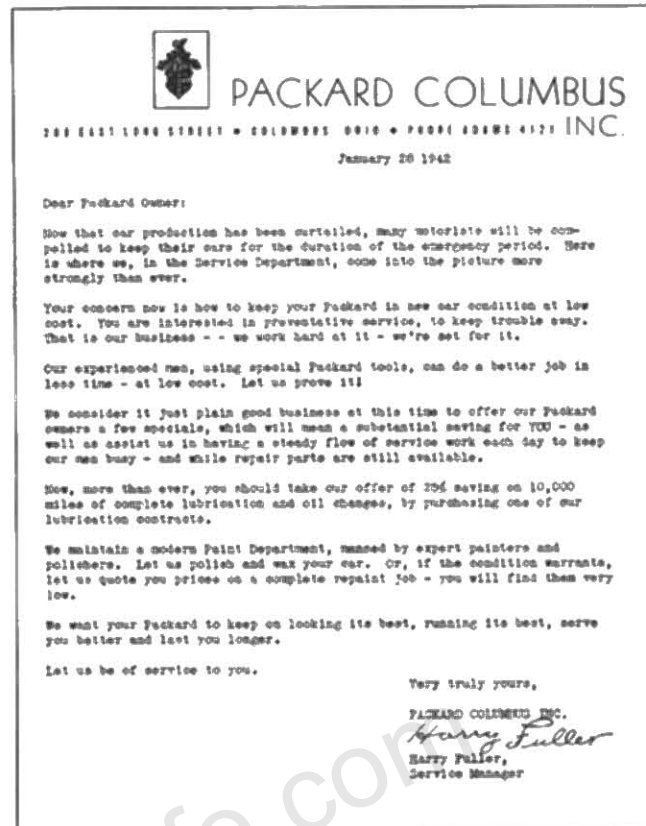 PACKARD COLUMBUS
INC.
EAST LONG STREET • COLUMBUS OHIO • PHONE ADAMS 4121
January 28 1942
Dear Packard Owner:
Now that car production has been curtailed, many motorists will be com-
pelled to keep their cars for the duration of the emergency period. Here
is where we, in the Service Department, come into the picture more
strongly than ever.
Your concern now is how to keep your Packard in new car condition at low
cost. You are interested in preventative service, to keep trouble away.
That is our business - - we work hard at it - we're set for it.
Our experienced men, using special Packard tools, can do a better job in
less time - at low cost. Let us prove it!
We consider it just plain good business at this time to offer our Packard
owners a few specials, which will mean a substantial saving for YOU - as
well as assist us in having a steady flow of service work each day to keep
our men busy - and while repair parts are still available.
Now, more than ever, you should take our offer of saving on 10,000
miles of complete lubrication and oil changes, by purchasing one of our
lubrication contracts.
We maintain a modern Paint Department, manned by expert painters and
polishers. Let us polish and wax your car. Or, if the condition warrants,
let us quote you prices on a complete repaint job - you will find them very
low.
We want your Packard to keep on looking its best, running its best, serve
you better and last you longer.
Let us be of service to you.
Very truly yours,
PACKARD COLUMBUS INC.
Harry Fuller
Harry Fuller,
Service Manager